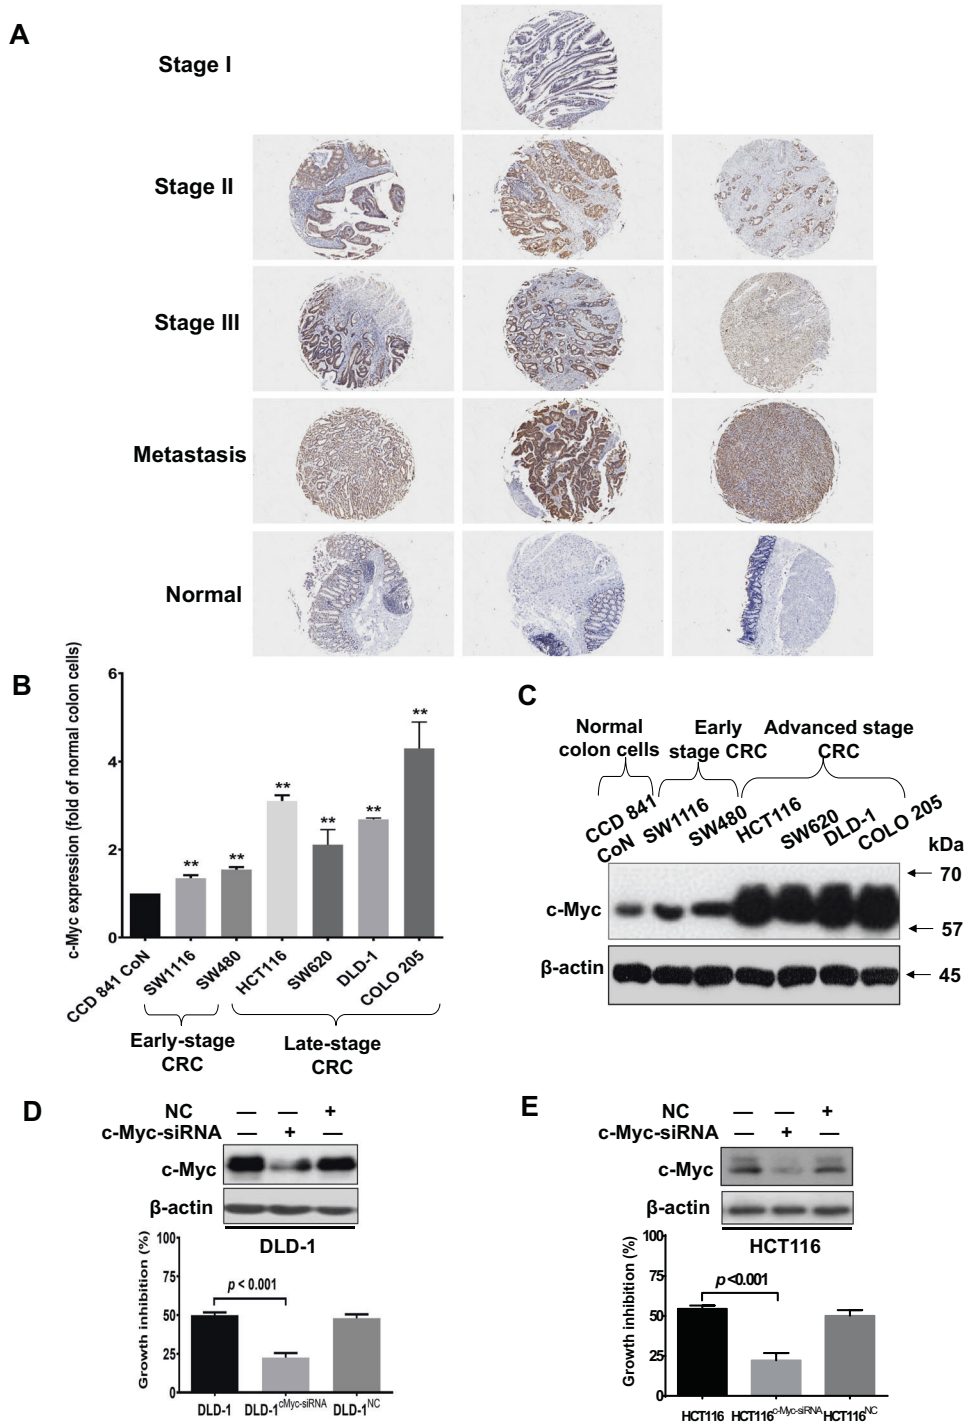 A
Stage I
Stage II
Stage III
Metastasis
Normal
B
c-Myc expression (fold of normal colon cells)
6
4
2
0
**
**
**
**
**
**
CCD 841 CoN
SW1116
SW480
HCT116
SW620
DLD-1
COLO 205
Early-stage
CRC
Late-stage
CRC
C
Normal
colon cells
Early
stage CRC
Advanced stage
CRC
CCD 841
CoN
SW1116
SW480
HCT116
SW620
DLD-1
COLO 205
kDa
70
c-Myc
57
β-actin
45
D
NC — — +
c-Myc-siRNA — + —
c-Myc
β-actin
DLD-1
Growth inhibition (%)
100
75
50
25
0
p < 0.001
DLD-1
DLD-1cMyc-siRNA
DLD-1NC
E
NC — — +
c-Myc-siRNA — + —
c-Myc
β-actin
HCT116
Growth inhibition (%)
100
75
50
25
0
p <0.001
HCT116
HCT116c-Myc-siRNA
HCT116NC